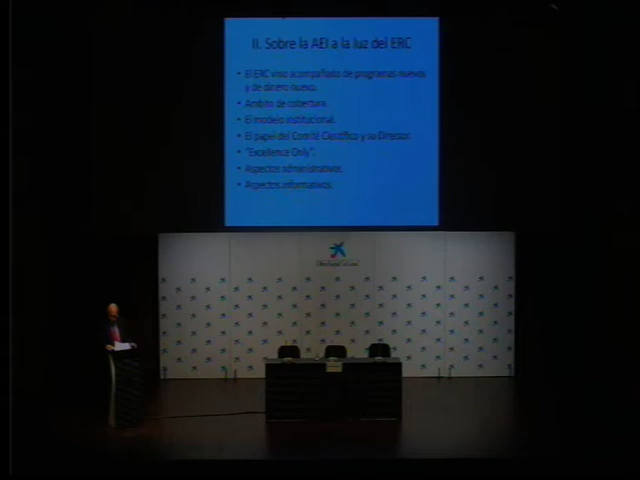 II. Sobre la AEI a la luz del ERC
• El ERC vino acompañado de programas nuevos
y de dinero nuevo.
• Ámbito de cobertura.
• El modelo institucional.
• El papel del Comité Científico y su Director.
• "Excellence Only".
• Aspectos administrativos.
• Aspectos informativos.